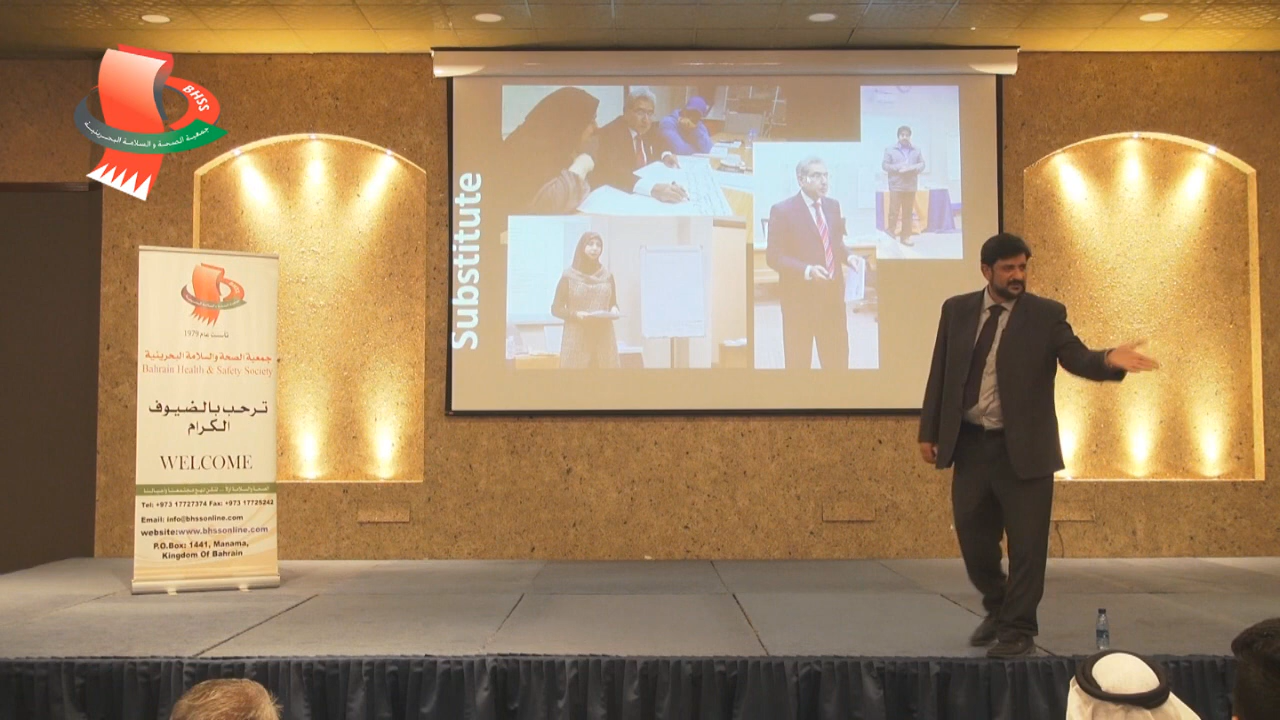 BHSS
جمعية الصحة و السلامة البحرينية
Substitute
تأسست عام 1979
جمعية الصحة والسلامة البحرينية
Bahrain Health & Safety Society
ترحب بالضيوف
الكرام
WELCOME
Tel: +973 17727374 Fax: +973 17725242
Email: info@bhssonline.com
website:www.bhssonline.com
P.O.Box: 1441, Manama,
Kingdom Of Bahrain